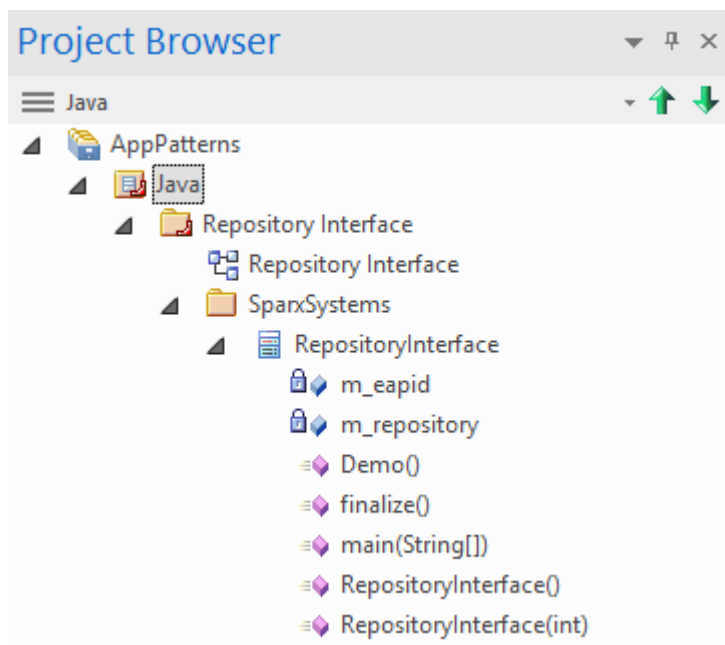 Project Browser
Java
AppPatterns
Java
Repository Interface
Repository Interface
SparxSystems
RepositoryInterface
m_eapid
m_repository
Demo()
finalize()
main(String[])
RepositoryInterface()
RepositoryInterface(int)